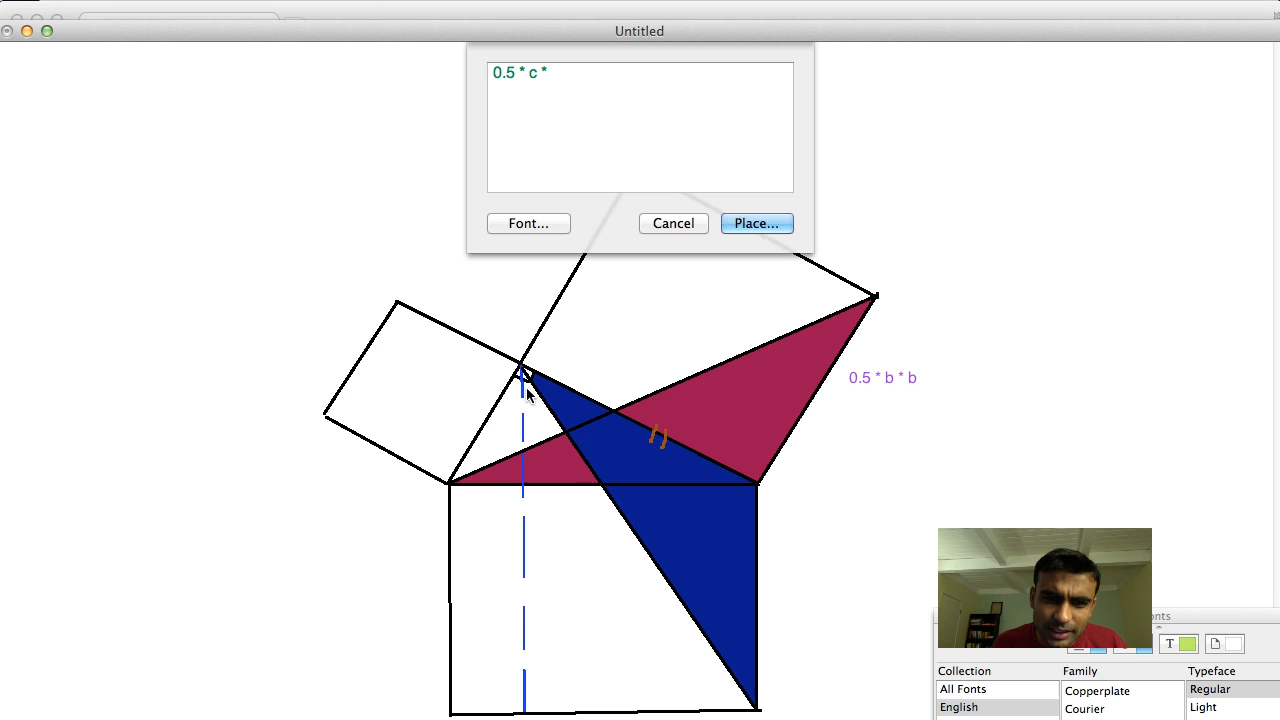 Untitled
0.5 * c *
Font...
Cancel
Place...
0.5 * b * b
T
Collection
Family
Typeface
All Fonts
Copperplate
Regular
English
Courier
Light